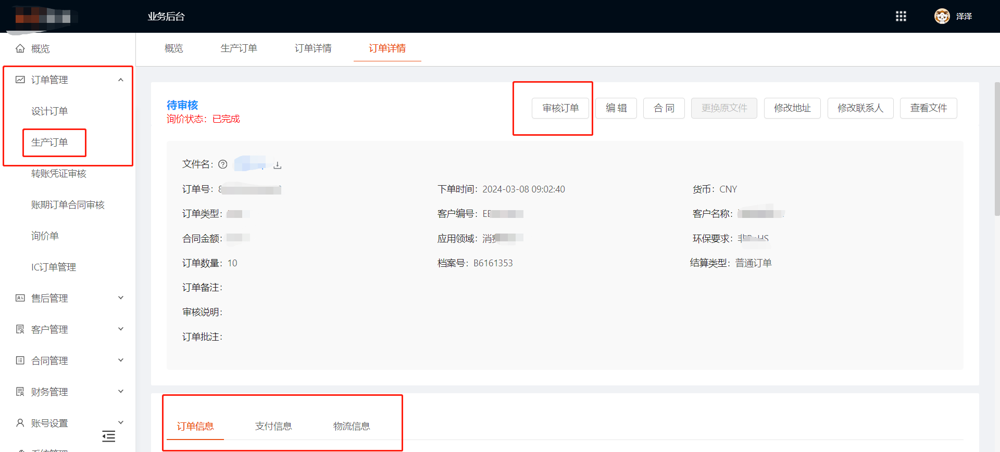 业务后台
泽泽
概览
订单管理
设计订单
生产订单
转账凭证审核
账期订单合同审核
询价单
IC订单管理
售后管理
客户管理
合同管理
财务管理
账号设置
概览 生产订单 订单详情 订单详情
待审核
询价状态：已完成
审核订单 编 辑 合 同 更换原文件 修改地址 修改联系人 查看文件
文件名：
订单号： 下单时间：2024-03-08 09:02:40 货币：CNY
订单类型： 客户编号： 客户名称：
合同金额： 应用领域：消 环保要求：非
订单数量：10 档案号：B6161353 结算类型：普通订单
订单备注：
审核说明：
订单批注：
订单信息 支付信息 物流信息